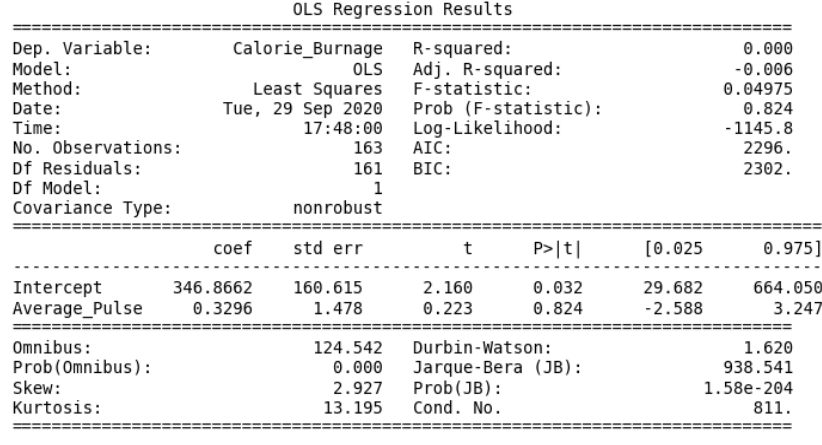 OLS Regression Results
==============================================================================
Dep. Variable: Calorie_Burnage R-squared: 0.000
Model: OLS Adj. R-squared: -0.006
Method: Least Squares F-statistic: 0.04975
Date: Tue, 29 Sep 2020 Prob (F-statistic): 0.824
Time: 17:48:00 Log-Likelihood: -1145.8
No. Observations: 163 AIC: 2296.
Df Residuals: 161 BIC: 2302.
Df Model: 1
Covariance Type: nonrobust
=================================================================================
coef std err t P>|t| [0.025 0.975]
---------------------------------------------------------------------------------
Intercept 346.8662 160.615 2.160 0.032 29.682 664.050
Average_Pulse 0.3296 1.478 0.223 0.824 -2.588 3.247
==============================================================================
Omnibus: 124.542 Durbin-Watson: 1.620
Prob(Omnibus): 0.000 Jarque-Bera (JB): 938.541
Skew: 2.927 Prob(JB): 1.58e-204
Kurtosis: 13.195 Cond. No. 811.
==============================================================================